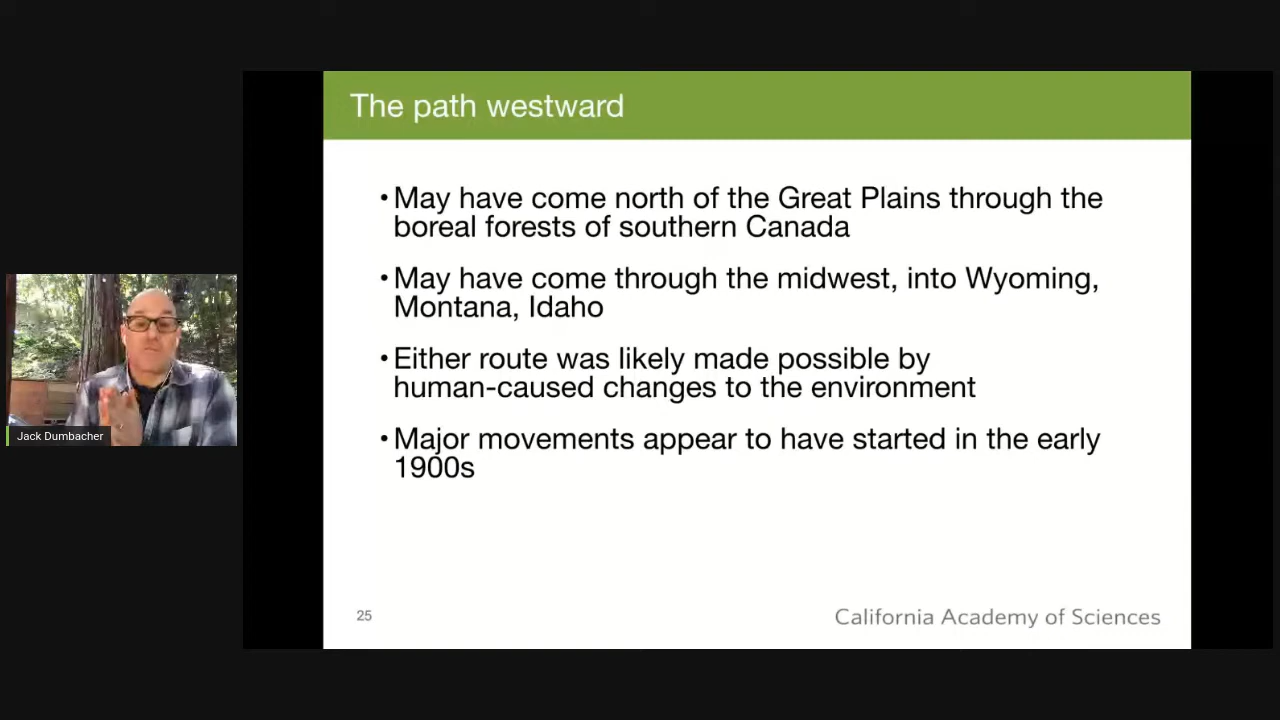 The path westward
• May have come north of the Great Plains through the
boreal forests of southern Canada
• May have come through the midwest, into Wyoming,
Montana, Idaho
• Either route was likely made possible by
human-caused changes to the environment
• Major movements appear to have started in the early
1900s
Jack Dumbacher
25
California Academy of Sciences